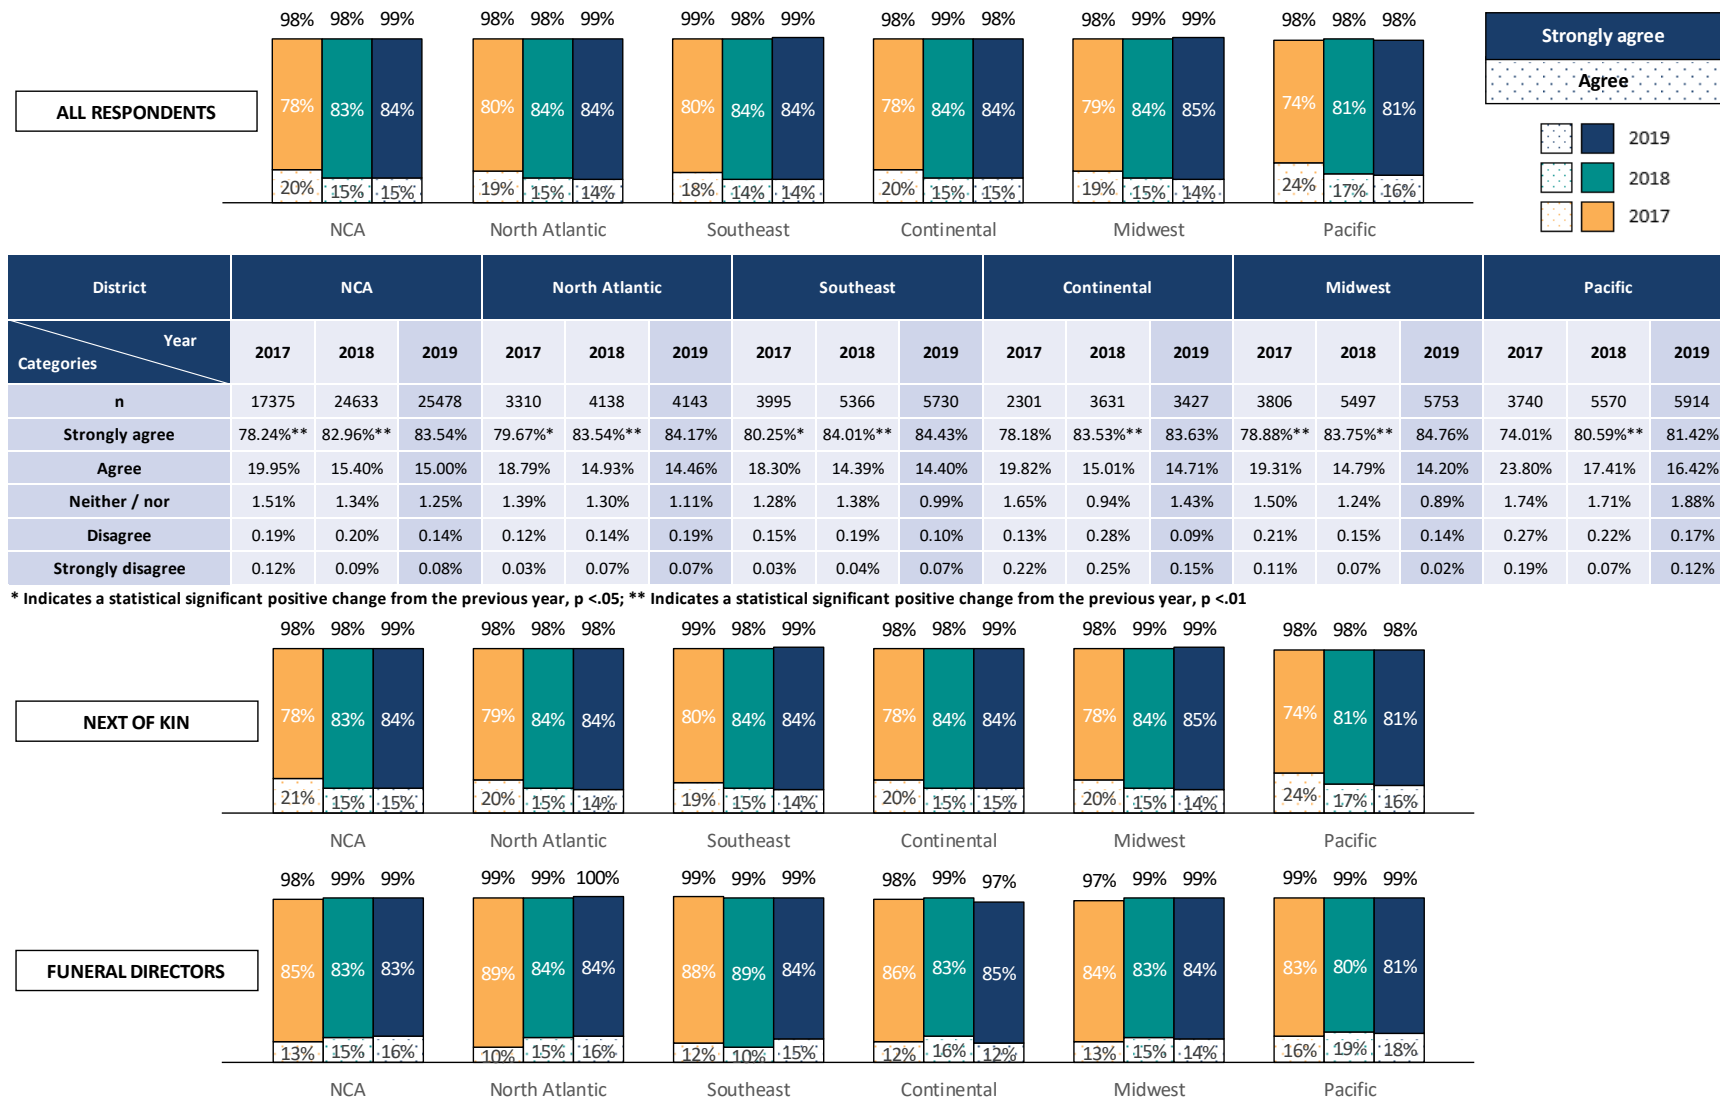 98% 98% 99% 98% 98% 99% 99% 98% 99% 98% 99% 98% 98% 99% 99% 98% 98% 98%
Strongly agree
Agree
ALL RESPONDENTS
78% 83% 84% 80% 84% 84% 80% 84% 84% 78% 84% 84% 79% 84% 85% 74% 81% 81%
2019
20% 15% 15% 19% 15% 14% 18% 14% 14% 20% 15% 15% 19% 15% 14% 24% 17% 16%
2018
2017
NCA North Atlantic Southeast Continental Midwest Pacific
District NCA North Atlantic Southeast Continental Midwest Pacific
Year
Categories
2017 2018 2019 2017 2018 2019 2017 2018 2019 2017 2018 2019 2017 2018 2019 2017 2018 2019
n 17375 24633 25478 3310 4138 4143 3995 5366 5730 2301 3631 3427 3806 5497 5753 3740 5570 5914
Strongly agree 78.24%** 82.96%** 83.54% 79.67%* 83.54%** 84.17% 80.25%* 84.01%** 84.43% 78.18% 83.53%** 83.63% 78.88%** 83.75%** 84.76% 74.01% 80.59%** 81.42%
Agree 19.95% 15.40% 15.00% 18.79% 14.93% 14.46% 18.30% 14.39% 14.40% 19.82% 15.01% 14.71% 19.31% 14.79% 14.20% 23.80% 17.41% 16.42%
Neither / nor 1.51% 1.34% 1.25% 1.39% 1.30% 1.11% 1.28% 1.38% 0.99% 1.65% 0.94% 1.43% 1.50% 1.24% 0.89% 1.74% 1.71% 1.88%
Disagree 0.19% 0.20% 0.14% 0.12% 0.14% 0.19% 0.15% 0.19% 0.10% 0.13% 0.28% 0.09% 0.21% 0.15% 0.14% 0.27% 0.22% 0.17%
Strongly disagree 0.12% 0.09% 0.08% 0.03% 0.07% 0.07% 0.03% 0.04% 0.07% 0.22% 0.25% 0.15% 0.11% 0.07% 0.02% 0.19% 0.07% 0.12%
* Indicates a statistical significant positive change from the previous year, p <.05; ** Indicates a statistical significant positive change from the previous year, p <.01
98% 98% 99% 98% 98% 98% 99% 98% 99% 98% 98% 99% 98% 99% 99% 98% 98% 98%
NEXT OF KIN
78% 83% 84% 79% 84% 84% 80% 84% 84% 78% 84% 84% 78% 84% 85% 74% 81% 81%
21% 15% 15% 20% 15% 14% 19% 15% 14% 20% 15% 15% 20% 15% 14% 24% 17% 16%
NCA North Atlantic Southeast Continental Midwest Pacific
98% 99% 99% 99% 99% 100% 99% 99% 99% 98% 99% 97% 97% 99% 99% 99% 99% 99%
FUNERAL DIRECTORS
85% 83% 83% 89% 84% 84% 88% 89% 84% 86% 83% 85% 84% 83% 84% 83% 80% 81%
13% 15% 16% 10% 15% 16% 12% 10% 15% 12% 16% 12% 13% 15% 14% 16% 19% 18%
NCA North Atlantic Southeast Continental Midwest Pacific